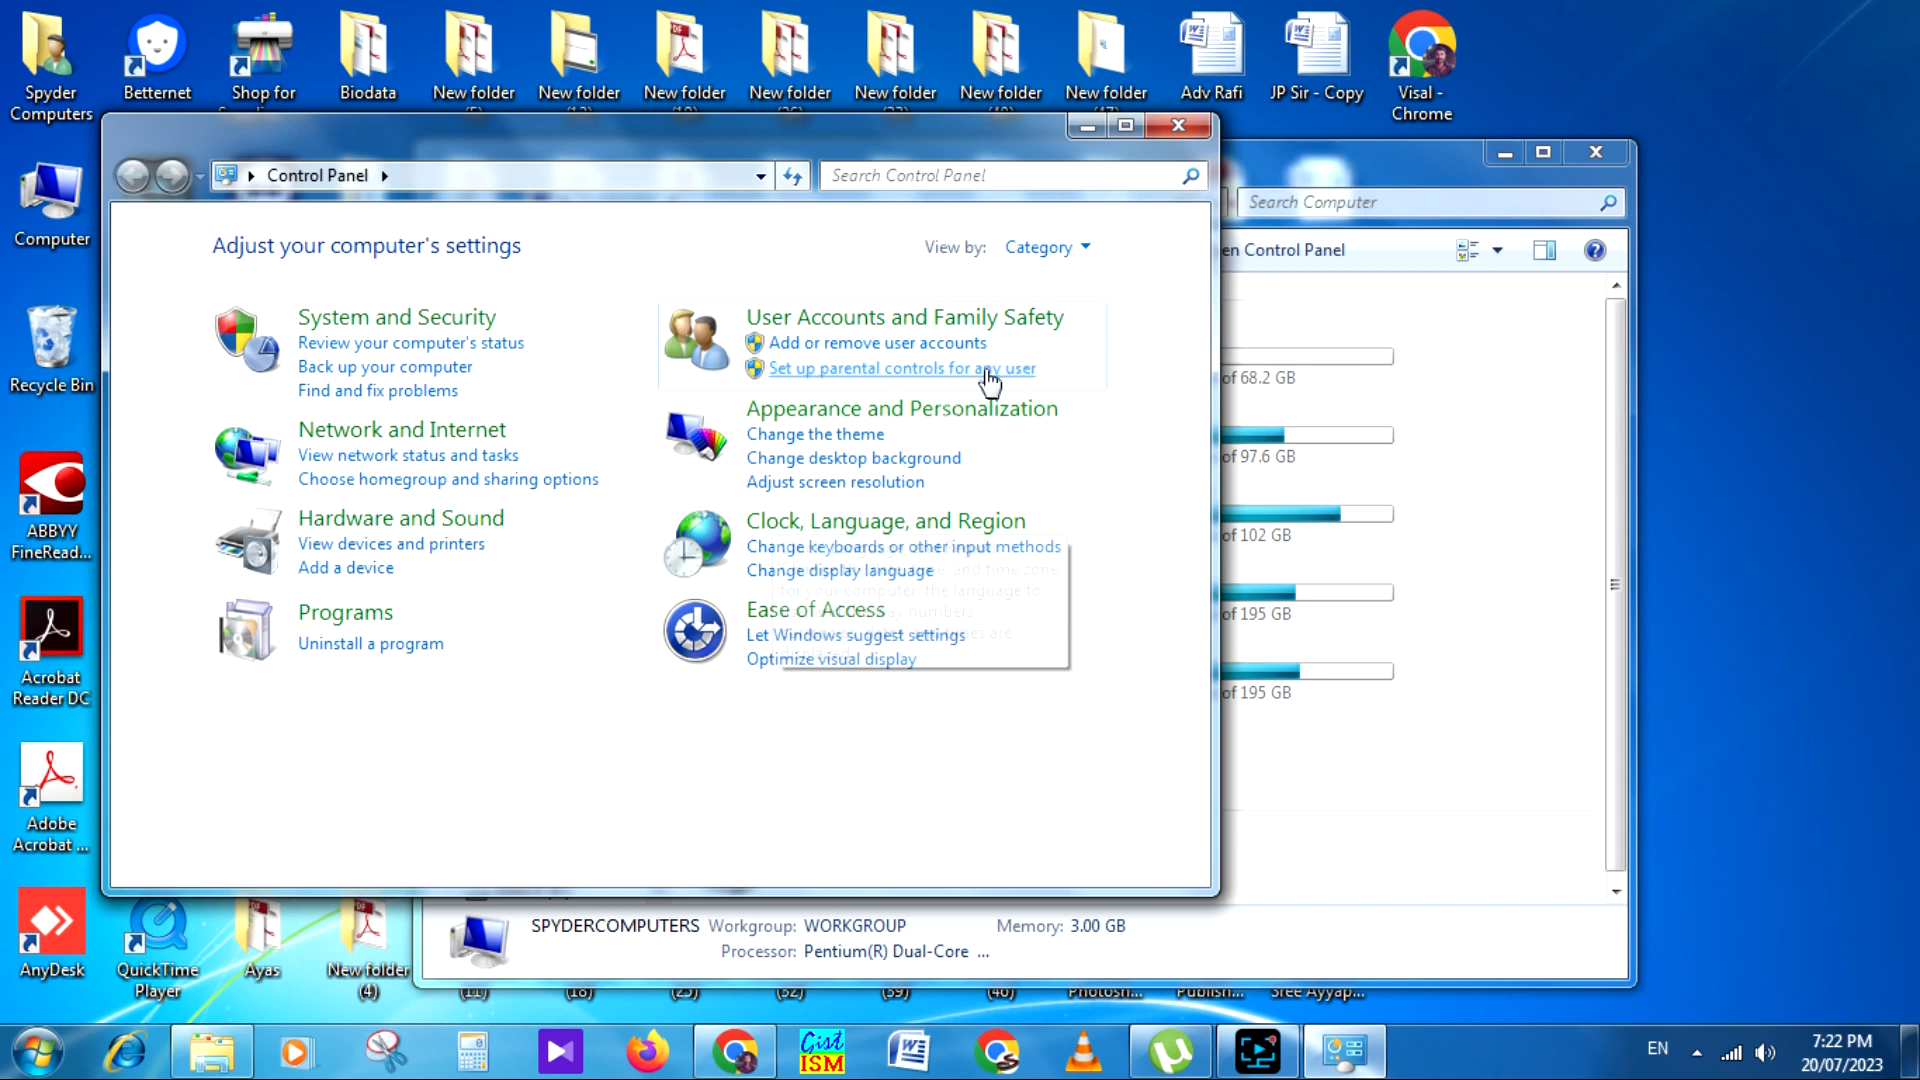 Spyder
Computers
Betternet
Shop for
Biodata
New folder
New folder
New folder
New folder
New folder
New folder
New folder
Adv Rafi
JP Sir - Copy
Visal -
Chrome
Computer
Recycle Bin
ABBYY
FineRead...
Acrobat
Reader DC
Adobe
Acrobat ...
AnyDesk
QuickTime
Player
Ayas
New folder
(4)
Control Panel
Search Control Panel
Adjust your computer's settings
View by: Category
System and Security
Review your computer's status
Back up your computer
Find and fix problems
Network and Internet
View network status and tasks
Choose homegroup and sharing options
Hardware and Sound
View devices and printers
Add a device
Programs
Uninstall a program
User Accounts and Family Safety
Add or remove user accounts
Set up parental controls for any user
Appearance and Personalization
Change the theme
Change desktop background
Adjust screen resolution
Clock, Language, and Region
Change keyboards or other input methods
Change display language
and time zone
for your computer, the language to
numbers
Ease of Access
Let Windows suggest settings
Optimize visual display
Search Computer
en Control Panel
of 68.2 GB
of 97.6 GB
of 102 GB
of 195 GB
of 195 GB
SPYDERCOMPUTERS Workgroup: WORKGROUP Memory: 3.00 GB
Processor: Pentium(R) Dual-Core ...
Gist
ISM
EN
7:22 PM
20/07/2023